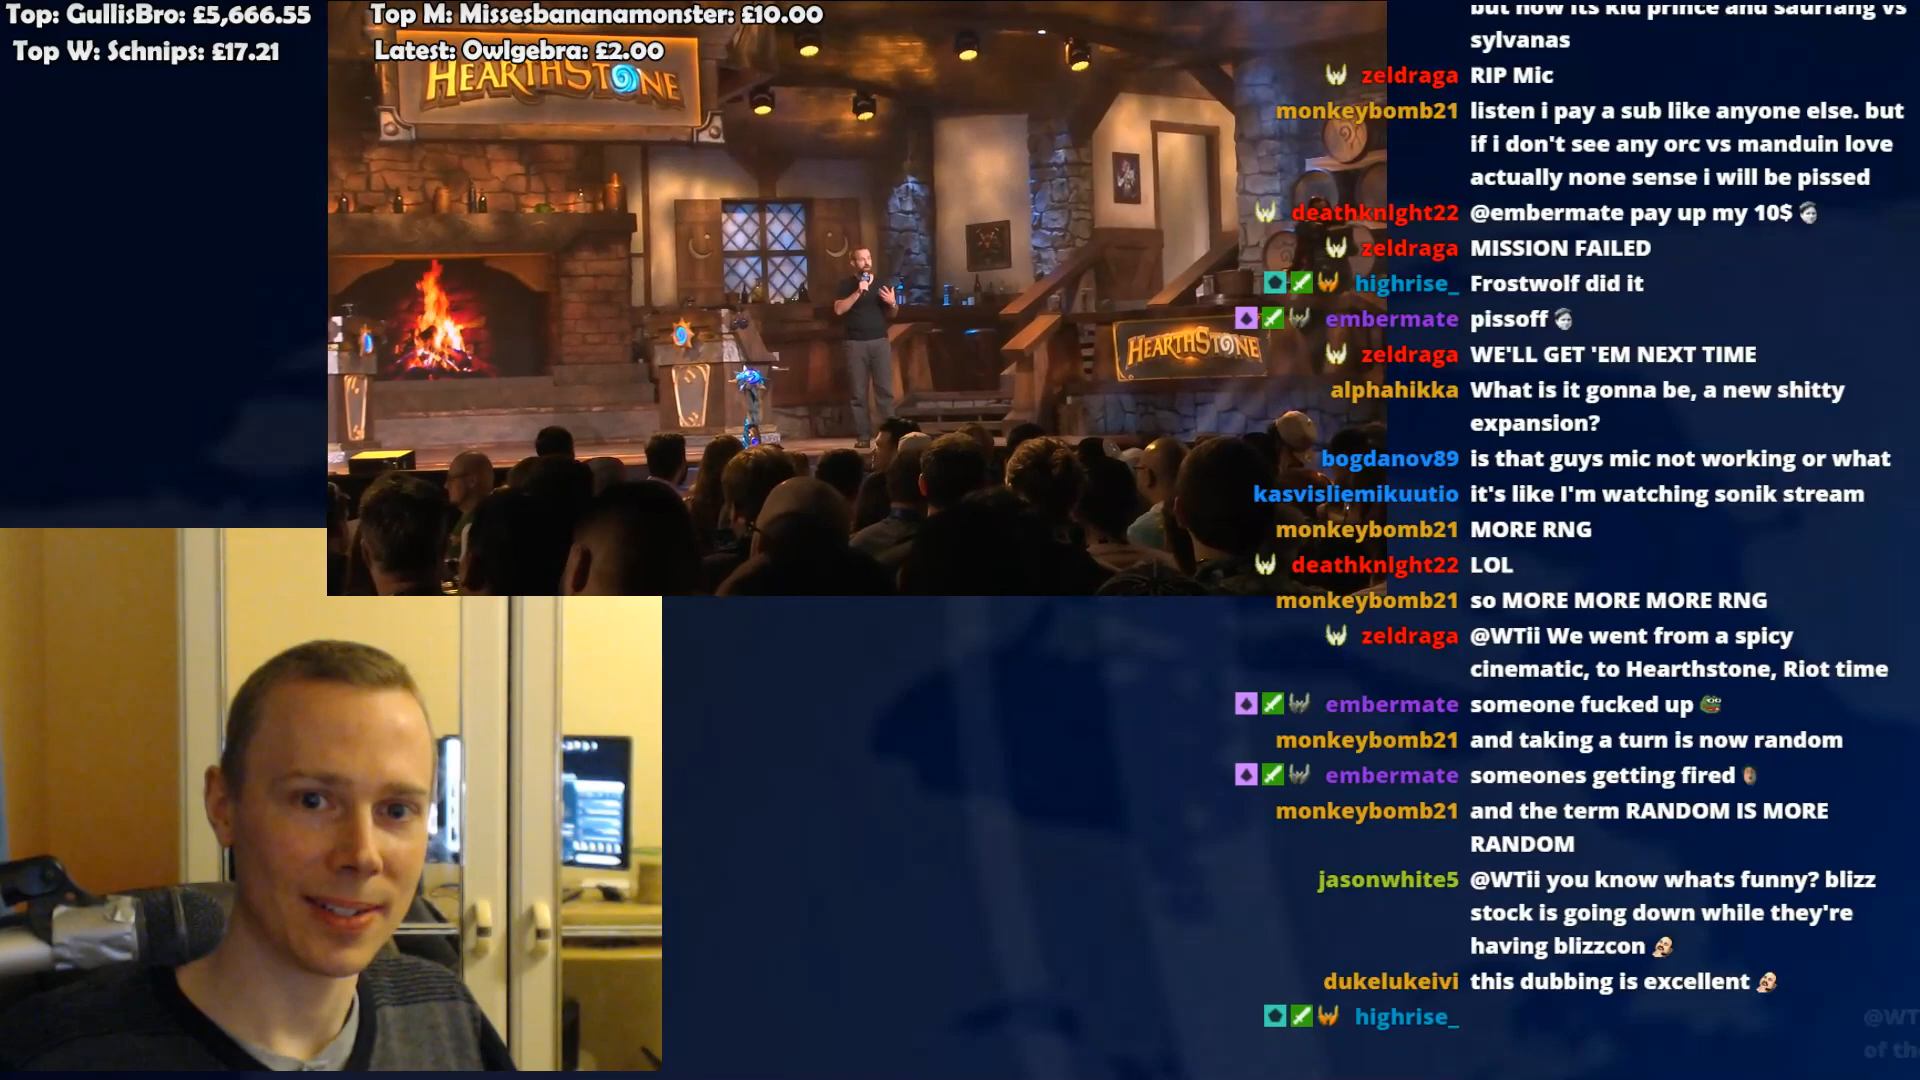 Top: GullisBro: £5,666.55
Top W: Schnips: £17.21
Top M: Missesbananamonster: £10.00
Latest: Owlgebra: £2.00
HEARTHSTONE
HEARTHSTONE
but now its kid prince and saurfang vs
sylvanas
zeldraga RIP Mic
monkeybomb21 listen i pay a sub like anyone else. but
if i don't see any orc vs manduin love
actually none sense i will be pissed
deathknlght22 @embermate pay up my 10$
zeldraga MISSION FAILED
highrise_ Frostwolf did it
embermate pissoff
zeldraga WE'LL GET 'EM NEXT TIME
alphahikka What is it gonna be, a new shitty
expansion?
bogdanov89 is that guys mic not working or what
kasvisliemikuutio it's like I'm watching sonik stream
monkeybomb21 MORE RNG
deathknlght22 LOL
monkeybomb21 so MORE MORE MORE RNG
zeldraga @WTii We went from a spicy
cinematic, to Hearthstone, Riot time
embermate someone fucked up
monkeybomb21 and taking a turn is now random
embermate someones getting fired
monkeybomb21 and the term RANDOM IS MORE
RANDOM
jasonwhite5 @WTii you know whats funny? blizz
stock is going down while they're
having blizzcon
dukelukeivi this dubbing is excellent
highrise_